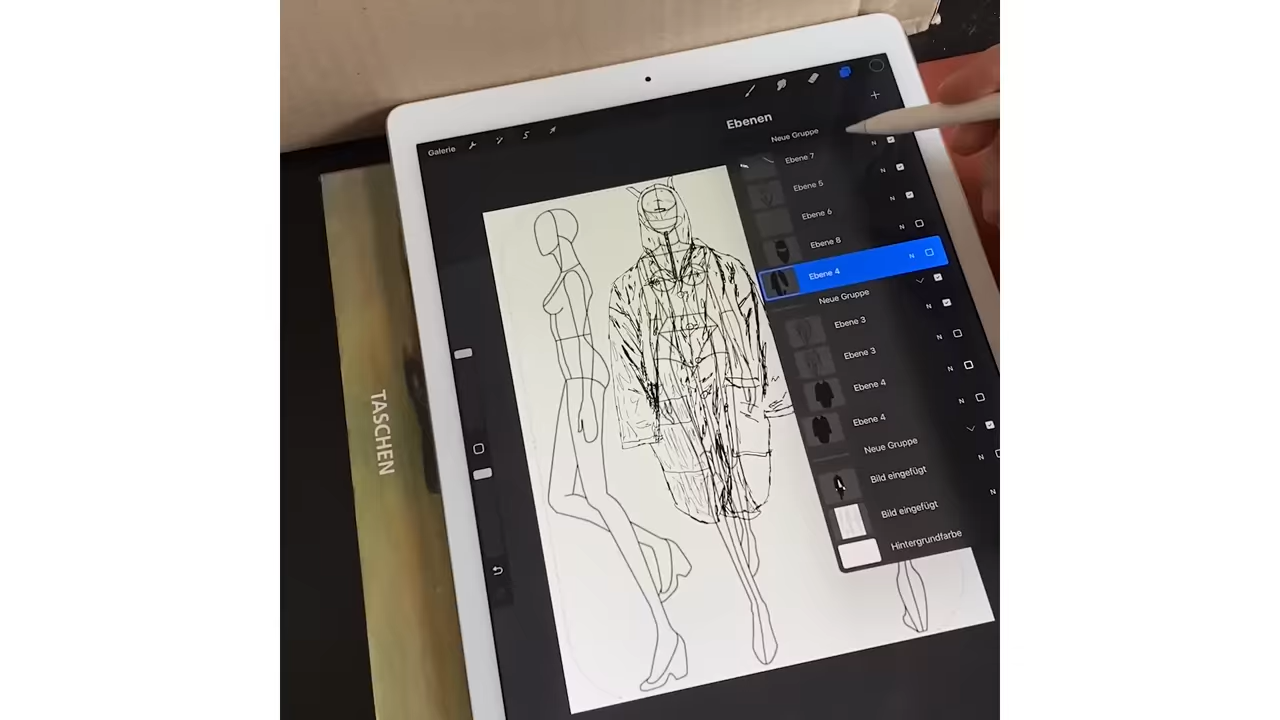 Galerie
Ebenen
Neue Gruppe
Ebene 7
N
Ebene 5
N
Ebene 6
N
Ebene 8
N
Ebene 4
N
Neue Gruppe
Ebene 3
N
Ebene 3
N
Ebene 4
N
Ebene 4
N
Neue Gruppe
Bild eingefügt
N
Bild eingefügt
N
Hintergrundfarbe
TASCHEN